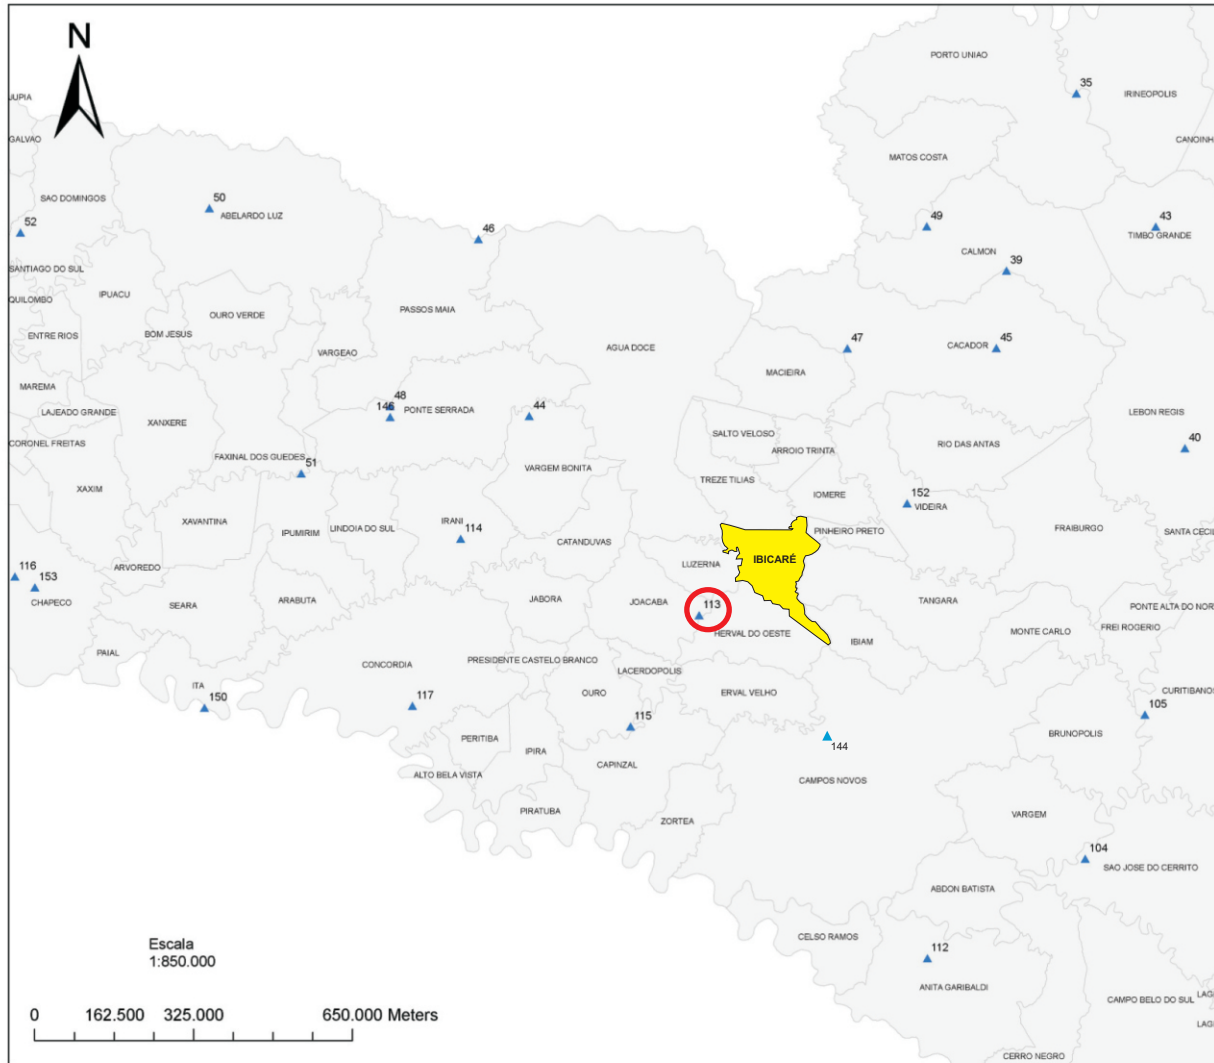 N
PORTO UNIAO
35
IRINEOPOLIS
JUPIA
GALVAO
CANOINH
MATOS COSTA
SAO DOMINGOS
50
ABELARDO LUZ
52
46
49
43
TIMBO GRANDE
CALMON
39
SANTIAGO DO SUL
QUILOMBO
IPUACU
OURO VERDE
PASSOS MAIA
ENTRE RIOS
BOM JESUS
VARGEAO
AGUA DOCE
47
45
CACADOR
MACIEIRA
MAREMA
LAJEADO GRANDE
48
146
PONTE SERRADA
44
LEBON REGIS
XANXERE
SALTO VELOSO
RIO DAS ANTAS
CORONEL FREITAS
ARROIO TRINTA
40
FAXINAL DOS GUEDES
51
VARGEM BONITA
TREZE TILIAS
XAXIM
IOMERE
152
VIDEIRA
XAVANTINA
IPUMIRIM
LINDOIA DO SUL
IRANI
114
PINHEIRO PRETO
FRAIBURGO
SANTA CECIL
CATANDUVAS
IBICARÉ
LUZERNA
116
153
CHAPECO
ARVOREDO
SEARA
ARABUTA
JABORA
JOACABA
113
TANGARA
PONTE ALTA DO NOR
FREI ROGERIO
MONTE CARLO
HERVAL DO OESTE
IBIAM
PAIAL
CONCORDIA
PRESIDENTE CASTELO BRANCO
LACERDOPOLIS
ITA
150
117
OURO
ERVAL VELHO
CURITIBANOS
105
115
BRUNOPOLIS
PERITIBA
IPIRA
144
ALTO BELA VISTA
CAPINZAL
CAMPOS NOVOS
PIRATUBA
ZORTEA
VARGEM
104
SAO JOSE DO CERRITO
ABDON BATISTA
CELSO RAMOS
112
ANITA GARIBALDI
CAMPO BELO DO SUL
LAG
LAG
CERRO NEGRO
Escala
1:850.000
0 162.500 325.000 650.000 Meters